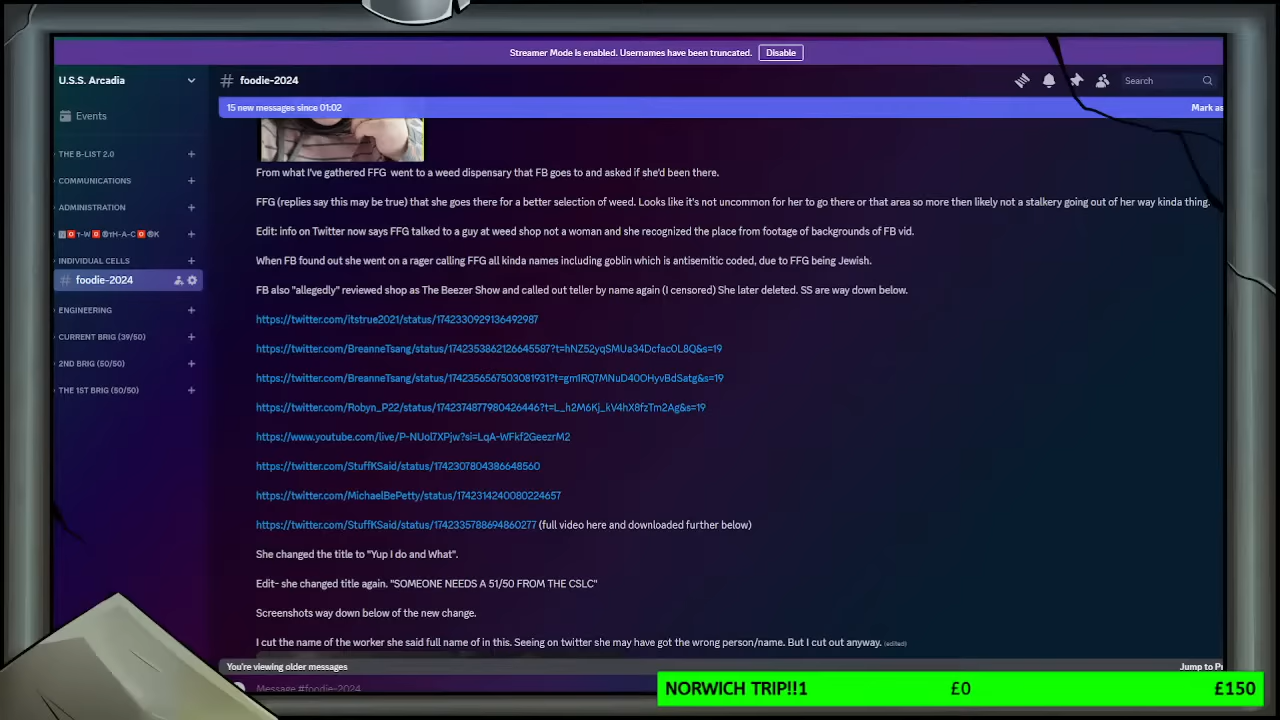 Streamer Mode is enabled. Usernames have been truncated. Disable
U.S.S. Arcadia
# foodie-2024
Search
15 new messages since 01:02
Mark as
Events
THE B-LIST 2.0
COMMUNICATIONS
ADMINISTRATION
INDIVIDUAL CELLS
# foodie-2024
ENGINEERING
CURRENT BRIG (39/50)
2ND BRIG (50/50)
THE 1ST BRIG (50/50)
From what I've gathered FFG went to a weed dispensary that FB goes to and asked if she'd been there.
FFG (replies say this may be true) that she goes there for a better selection of weed. Looks like it's not uncommon for her to go there or that area so more then likely not a stalkery going out of her way kinda thing.
Edit: info on Twitter now says FFG talked to a guy at weed shop not a woman and she recognized the place from footage of backgrounds of FB vid.
When FB found out she went on a rager calling FFG all kinda names including goblin which is antisemitic coded, due to FFG being Jewish.
FB also "allegedly" reviewed shop as The Beezer Show and called out teller by name again (I censored) She later deleted. SS are way down below.
https://twitter.com/itstrue2021/status/1742330929136492987
https://twitter.com/BreanneTsang/status/1742353862126645587?t=hNZ52yqSMUa34Dcfac0L8Q&s=19
https://twitter.com/BreanneTsang/status/1742356567503081931?t=gm1RQ7MNuD40OHyvBdSatg&s=19
https://twitter.com/Robyn_P22/status/1742374877980426446?t=L_h2M6Kj_kV4hX8fzTm2Ag&s=19
https://www.youtube.com/live/P-NUol7XPjw?si=LqA-WFkf2GeezrM2
https://twitter.com/StuffKSaid/status/1742307804386648560
https://twitter.com/MichaelBePetty/status/1742314240080224657
https://twitter.com/StuffKSaid/status/1742335788694860277 (full video here and downloaded further below)
She changed the title to "Yup I do and What".
Edit- she changed title again. "SOMEONE NEEDS A 51/50 FROM THE CSLC"
Screenshots way down below of the new change.
I cut the name of the worker she said full name of in this. Seeing on twitter she may have got the wrong person/name. But I cut out anyway. (edited)
You're viewing older messages
Jump to Pr
Message #foodie-2024
NORWICH TRIP!!1 £0 £150